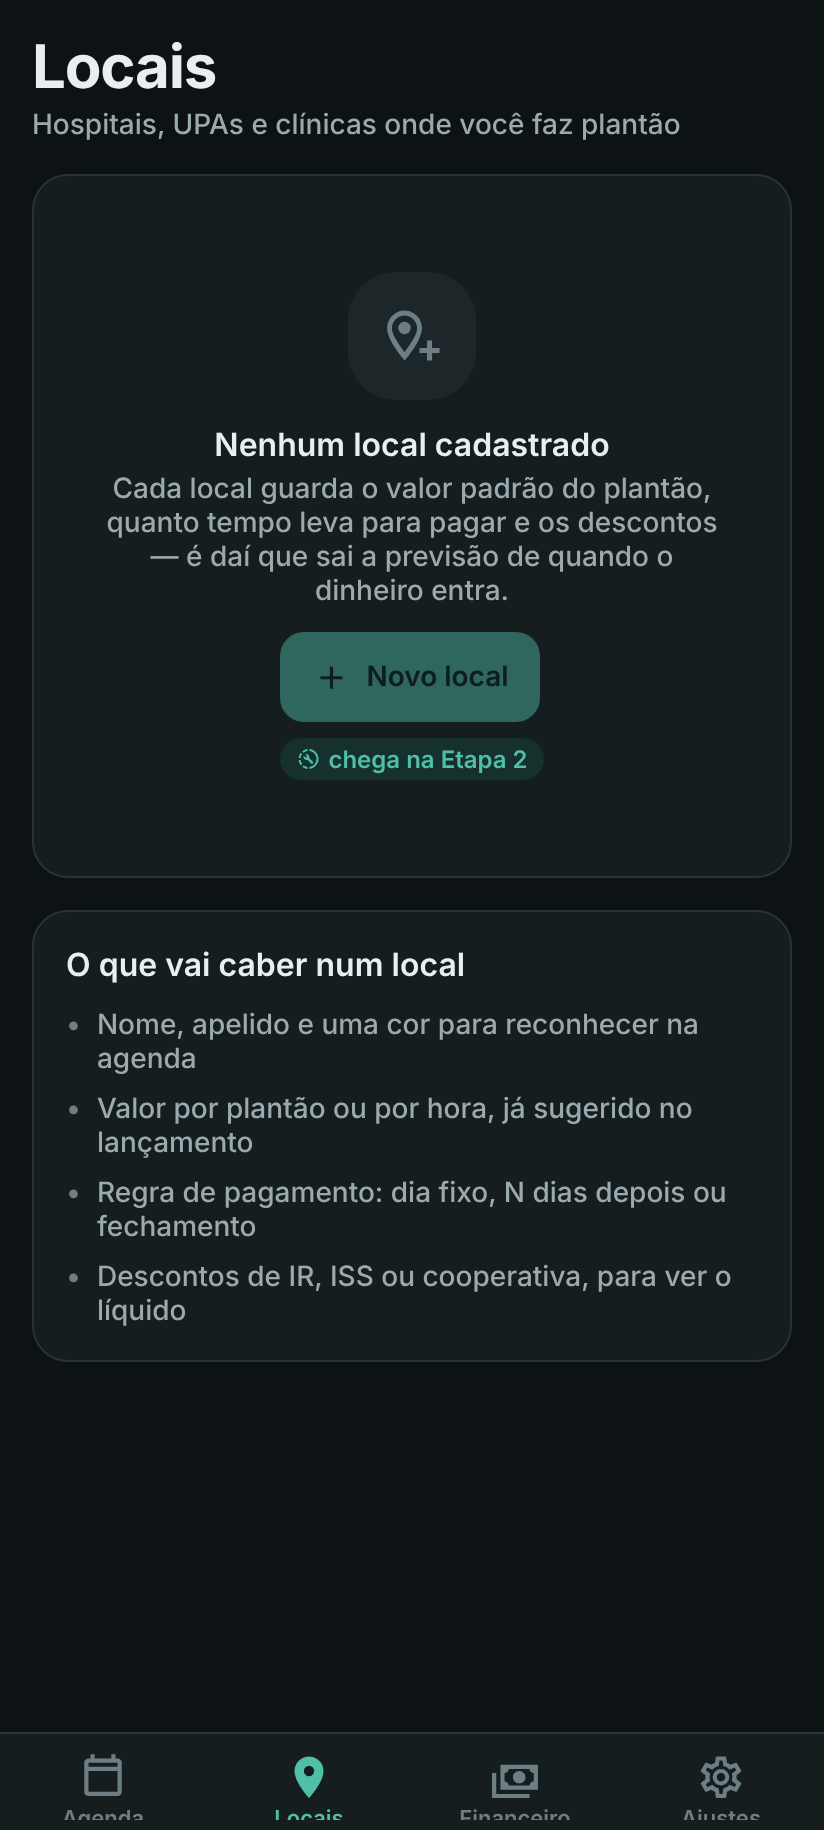 Locais
Hospitais, UPAs e clínicas onde você faz plantão
Nenhum local cadastrado
Cada local guarda o valor padrão do plantão,
quanto tempo leva para pagar e os descontos
— é daí que sai a previsão de quando o
dinheiro entra.
+ Novo local
chega na Etapa 2
O que vai caber num local
• Nome, apelido e uma cor para reconhecer na
agenda
• Valor por plantão ou por hora, já sugerido no
lançamento
• Regra de pagamento: dia fixo, N dias depois ou
fechamento
• Descontos de IR, ISS ou cooperativa, para ver o
líquido
Agenda
Locais
Financeiro
Ajustes